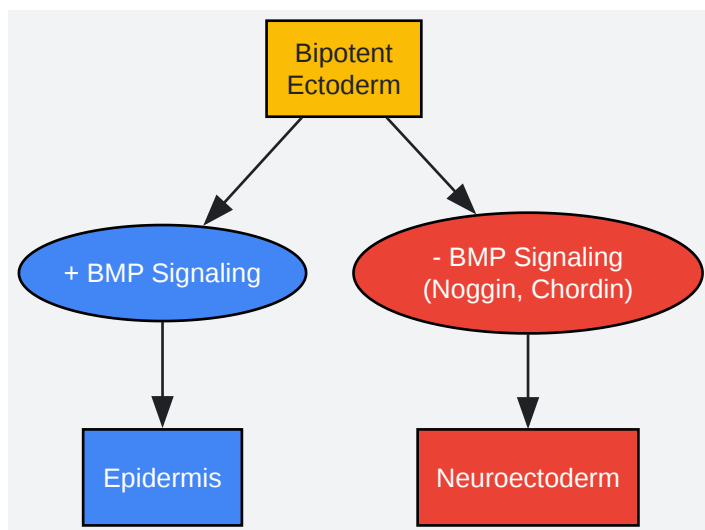 Bipotent
Ectoderm
+ BMP Signaling
- BMP Signaling
(Noggin, Chordin)
Epidermis
Neuroectoderm